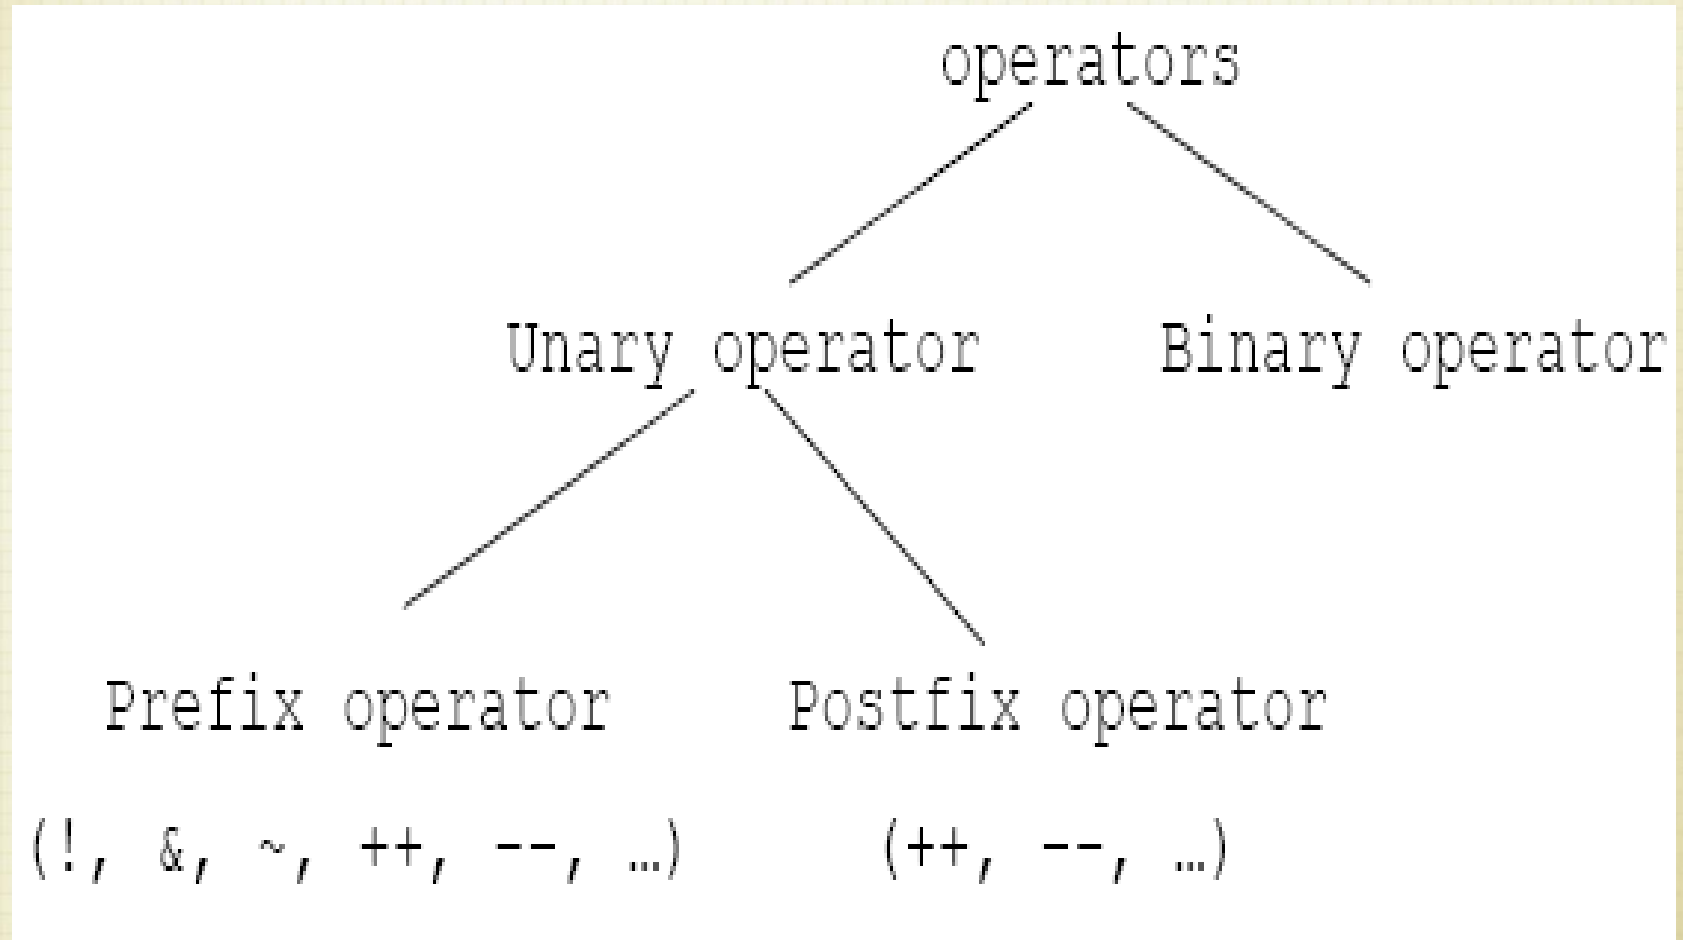 operators
Unary operator Binary operator
Prefix operator Postfix operator
(!, &, ~, ++, --, …) (++, --, …)